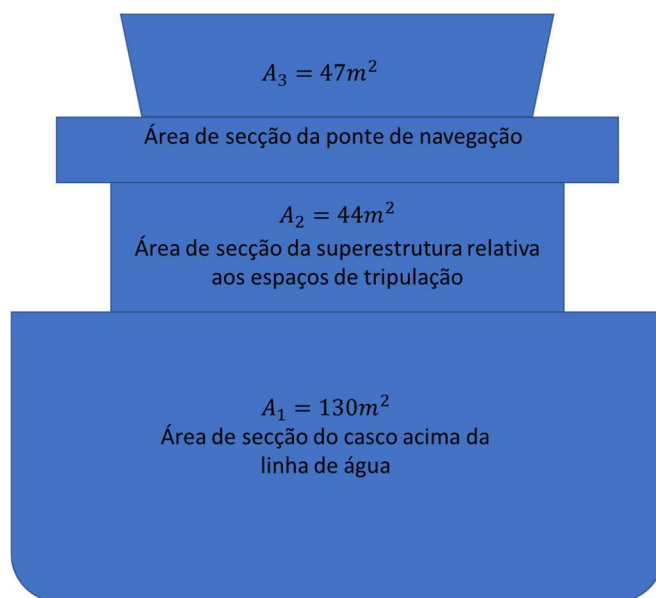 A₃ = 47m²
Área de secção da ponte de navegação
A₂ = 44m²
Área de secção da superestrutura relativa
aos espaços de tripulação
A₁ = 130m²
Área de secção do casco acima da
linha de água